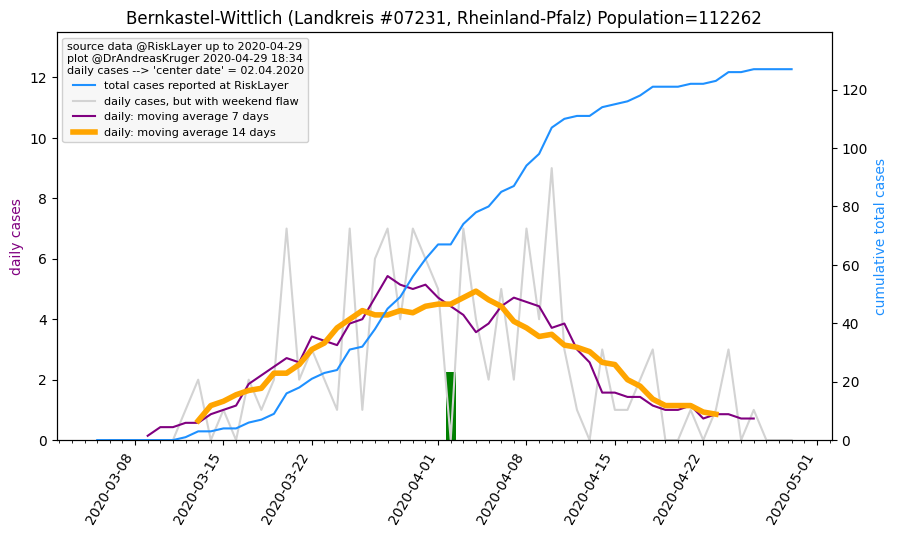 Bernkastel-Wittlich (Landkreis #07231, Rheinland-Pfalz) Population=112262
source data @RiskLayer up to 2020-04-29
plot @DrAndreasKruger 2020-04-29 18:34
daily cases --> 'center date' = 02.04.2020
total cases reported at RiskLayer
daily cases, but with weekend flaw
daily: moving average 7 days
daily: moving average 14 days
daily cases
12
10
8
6
4
2
0
120
100
80
60
40
20
0
cumulative total cases
2020-03-08
2020-03-15
2020-03-22
2020-04-01
2020-04-08
2020-04-15
2020-04-22
2020-05-01